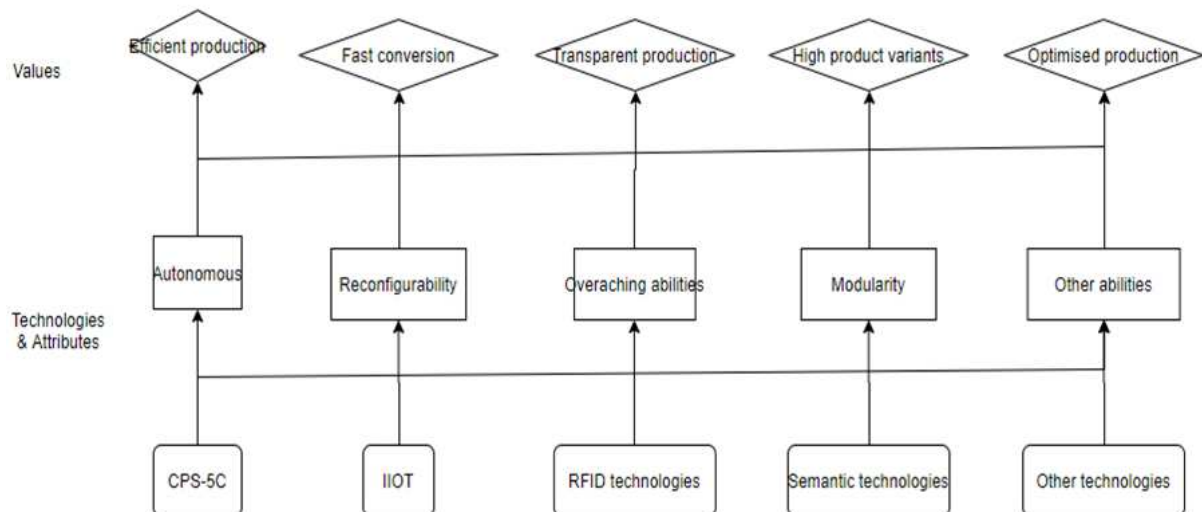 Efficient production
Fast conversion
Transparent production
High product variants
Optimised production
Values
Autonomous
Reconfigurability
Overaching abilities
Modularity
Other abilities
Technologies
& Attributes
CPS-5C
IIOT
RFID technologies
Semantic technologies
Other technologies